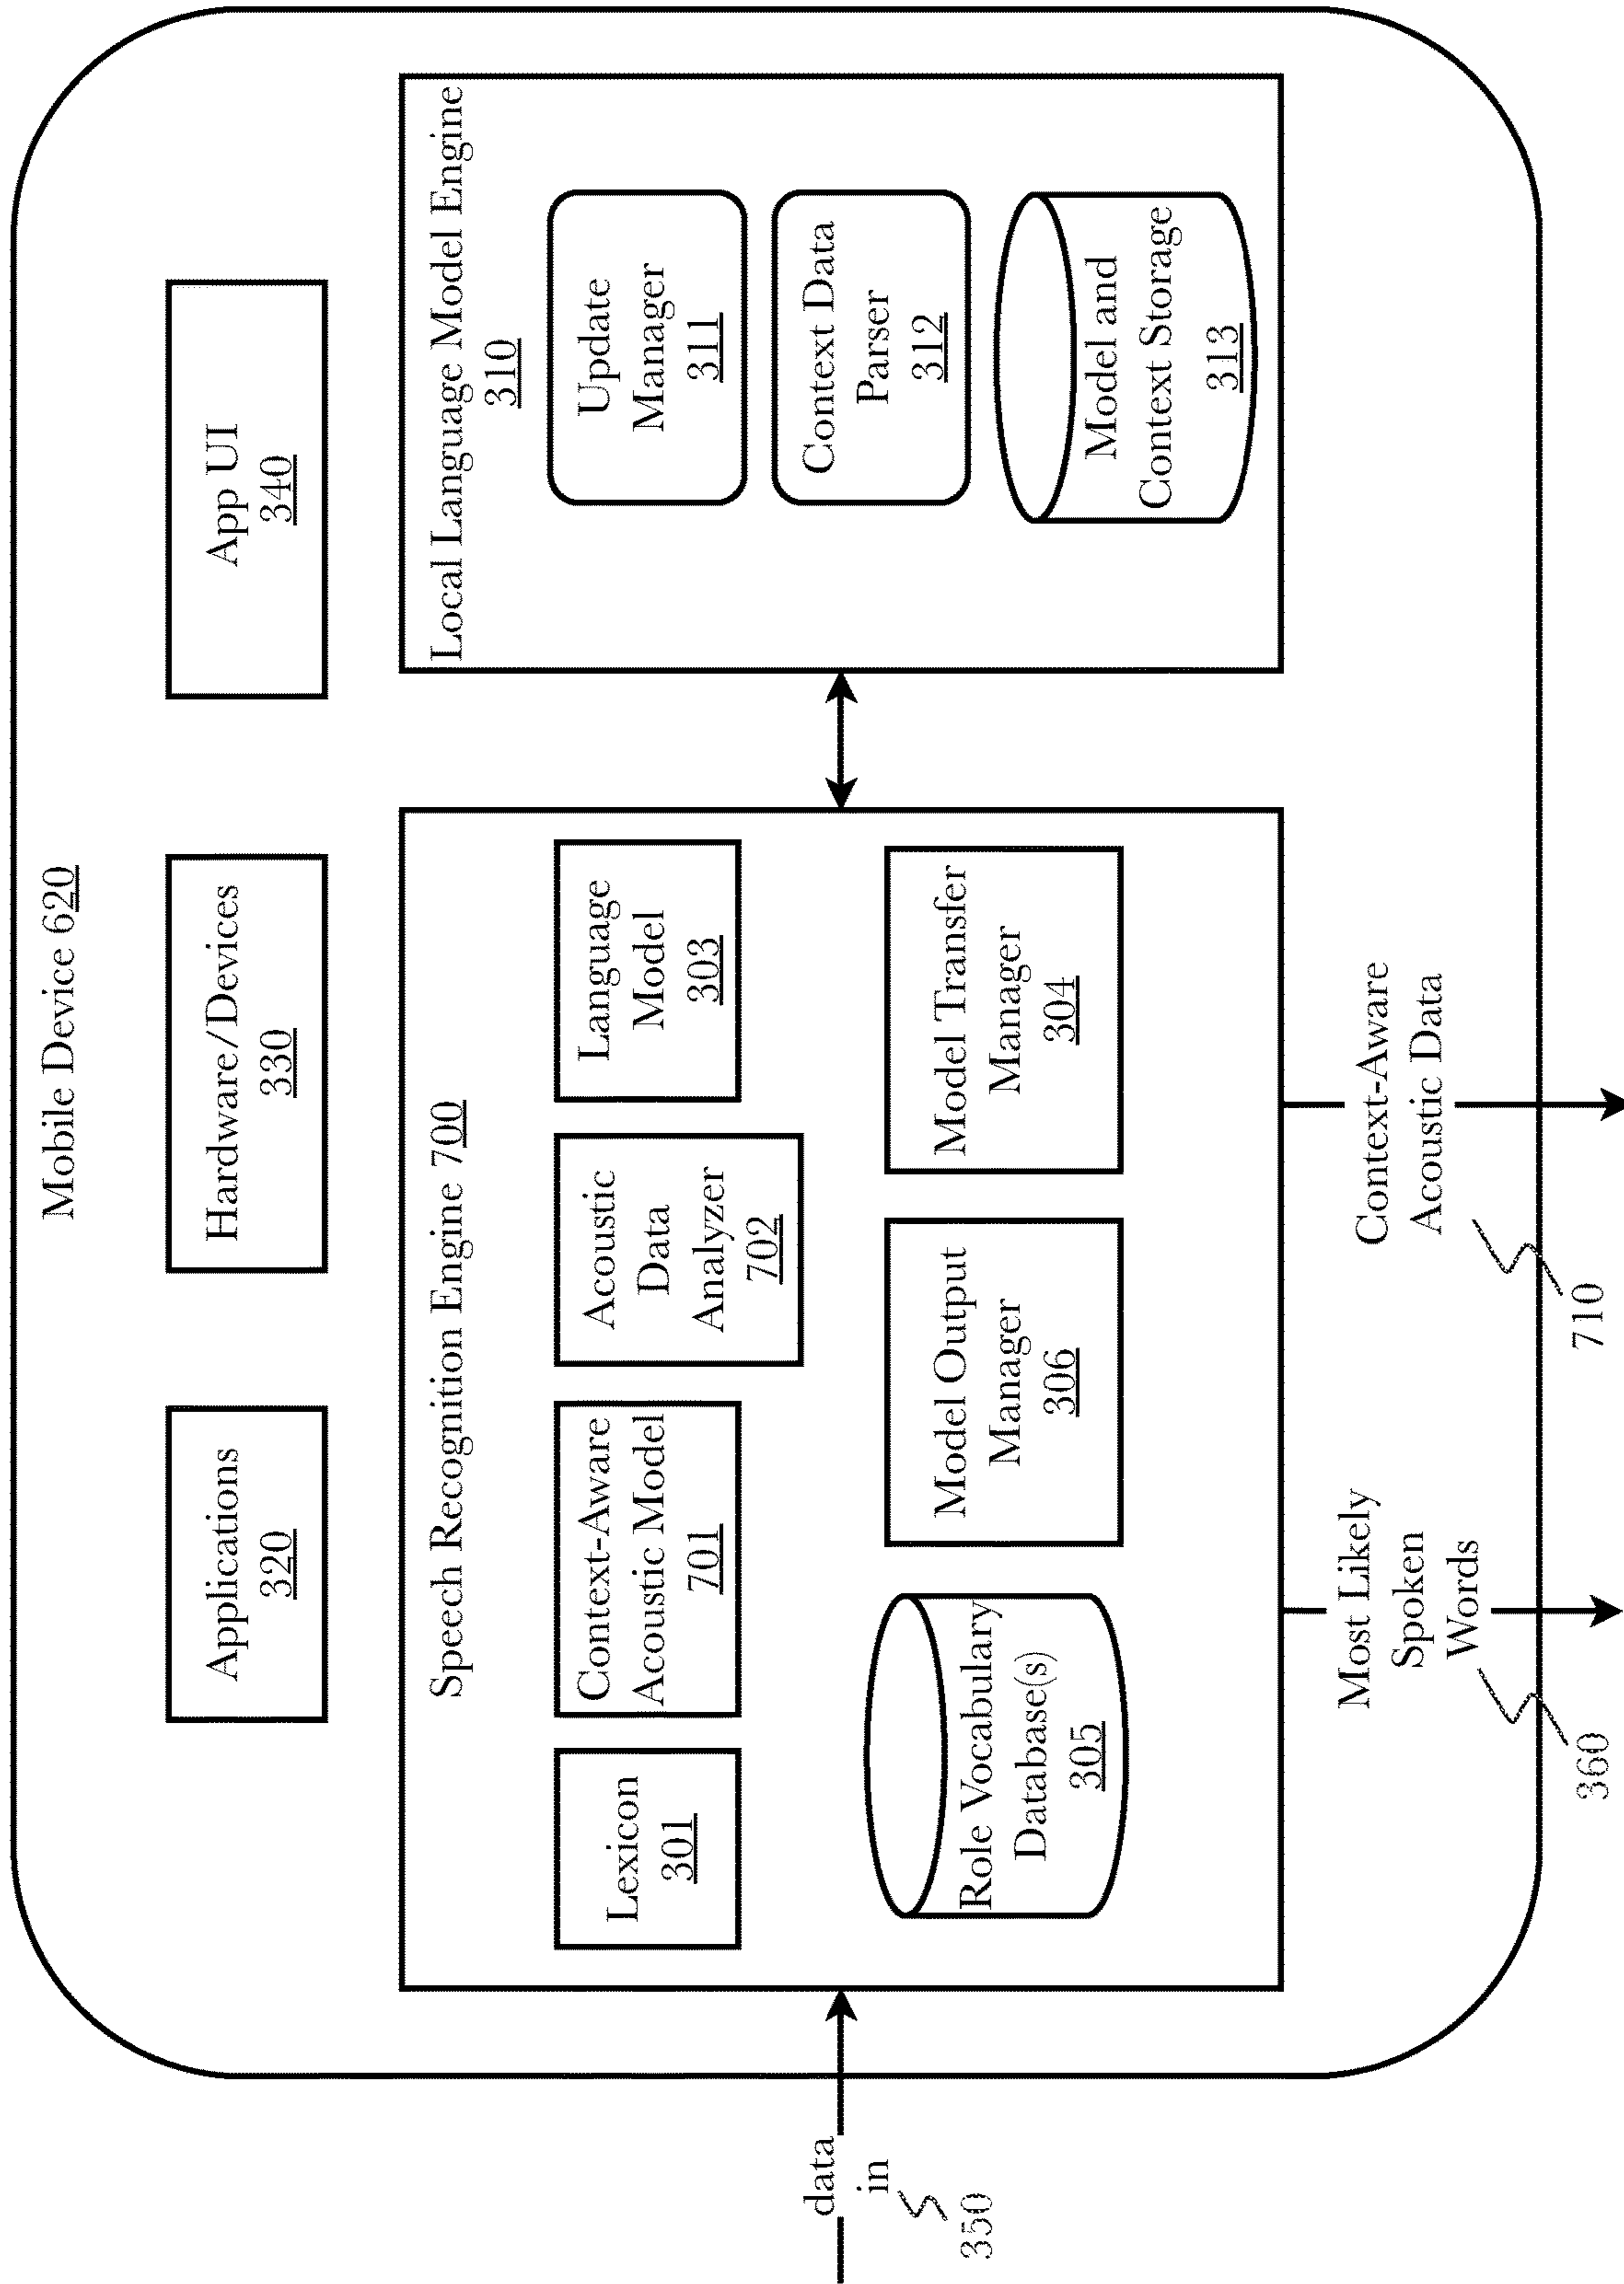 Mobile Device 620
Applications
320
Hardware/Devices
330
App UI
340
Speech Recognition Engine 700
Lexicon
301
Context-Aware
Acoustic Model
701
Acoustic
Data
Analyzer
702
Language
Model
303
Role Vocabulary
Database(s)
305
Model Output
Manager
306
Model Transfer
Manager
304
Local Language Model Engine
310
Update
Manager
311
Context Data
Parser
312
Model and
Context Storage
313
data
in
350
Most Likely
Spoken
Words
360
Context-Aware
Acoustic Data
710